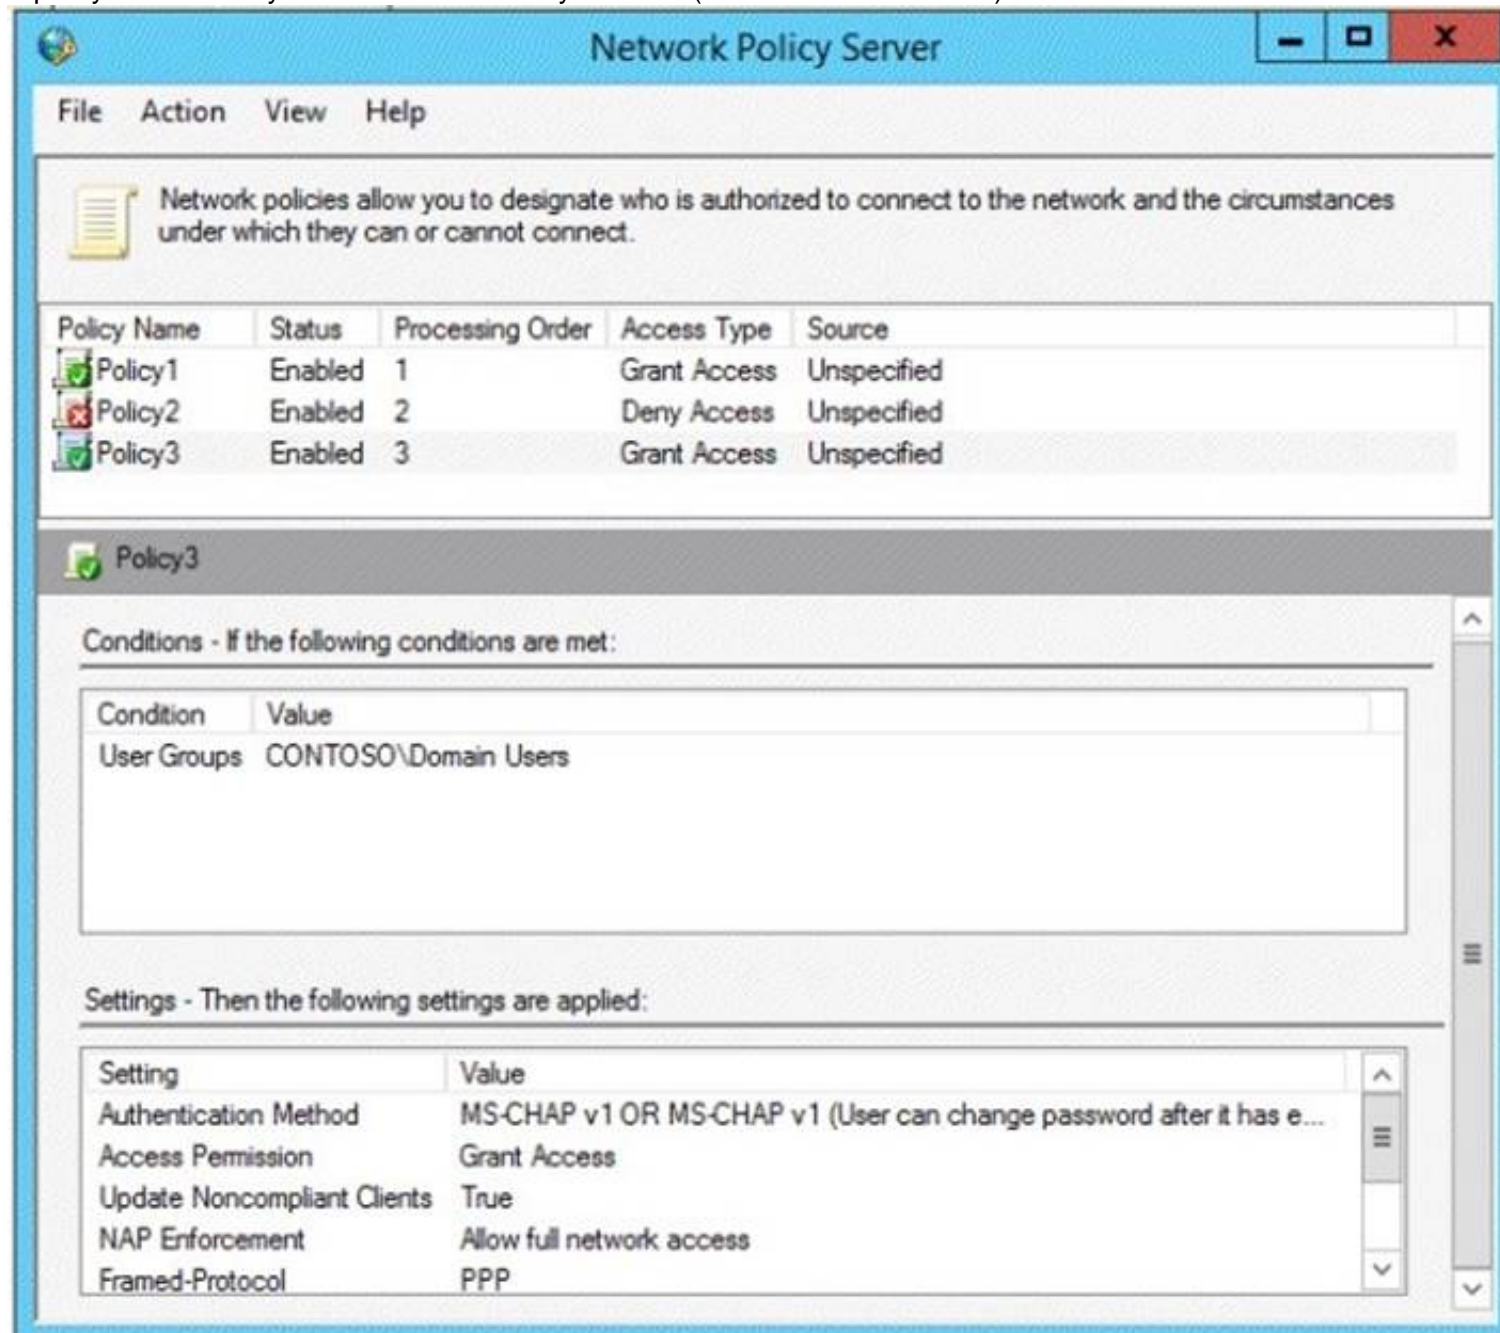 Network Policy Server
File Action View Help
Network policies allow you to designate who is authorized to connect to the network and the circumstances
under which they can or cannot connect.
Policy Name Status Processing Order Access Type Source
Policy1 Enabled 1 Grant Access Unspecified
Policy2 Enabled 2 Deny Access Unspecified
Policy3 Enabled 3 Grant Access Unspecified
Policy3
Conditions - If the following conditions are met:
Condition Value
User Groups CONTOSO\Domain Users
Settings - Then the following settings are applied:
Setting Value
Authentication Method MS-CHAP v1 OR MS-CHAP v1 (User can change password after it has e...
Access Permission Grant Access
Update Noncompliant Clients True
NAP Enforcement Allow full network access
Framed-Protocol PPP